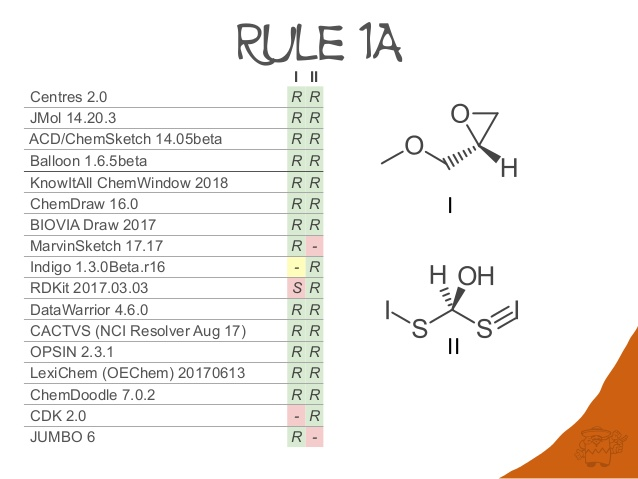 RULE 1A
I II
Centres 2.0 R R
JMol 14.20.3 R R
ACD/ChemSketch 14.05beta R R
Balloon 1.6.5beta R R
KnowItAll ChemWindow 2018 R R
ChemDraw 16.0 R R
BIOVIA Draw 2017 R R
MarvinSketch 17.17 R -
Indigo 1.3.0Beta.r16 - R
RDKit 2017.03.03 S R
DataWarrior 4.6.0 R R
CACTVS (NCI Resolver Aug 17) R R
OPSIN 2.3.1 R R
LexiChem (OEChem) 20170613 R R
ChemDoodle 7.0.2 R R
CDK 2.0 - R
JUMBO 6 R -
O
O
H
I
H OH
I I
S S
II